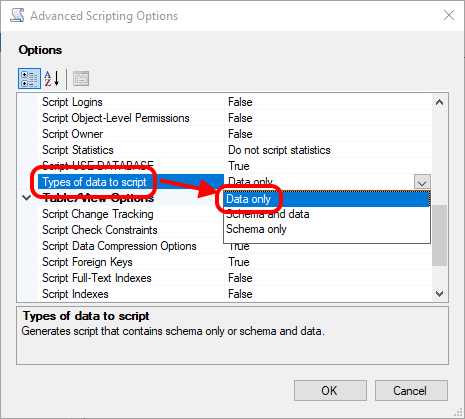 Advanced Scripting Options
Options
Script Logins False
Script Object-Level Permissions False
Script Owner False
Script Statistics Do not script statistics
Script USE DATABASE True
Types of data to script Data only
Data only
Table/View Options
Schema and data
Script Change Tracking
Schema only
Script Check Constraints
Script Data Compression Options True
Script Foreign Keys True
Script Full-Text Indexes False
Script Indexes False
Types of data to script
Generates script that contains schema only or schema and data.
OK Cancel